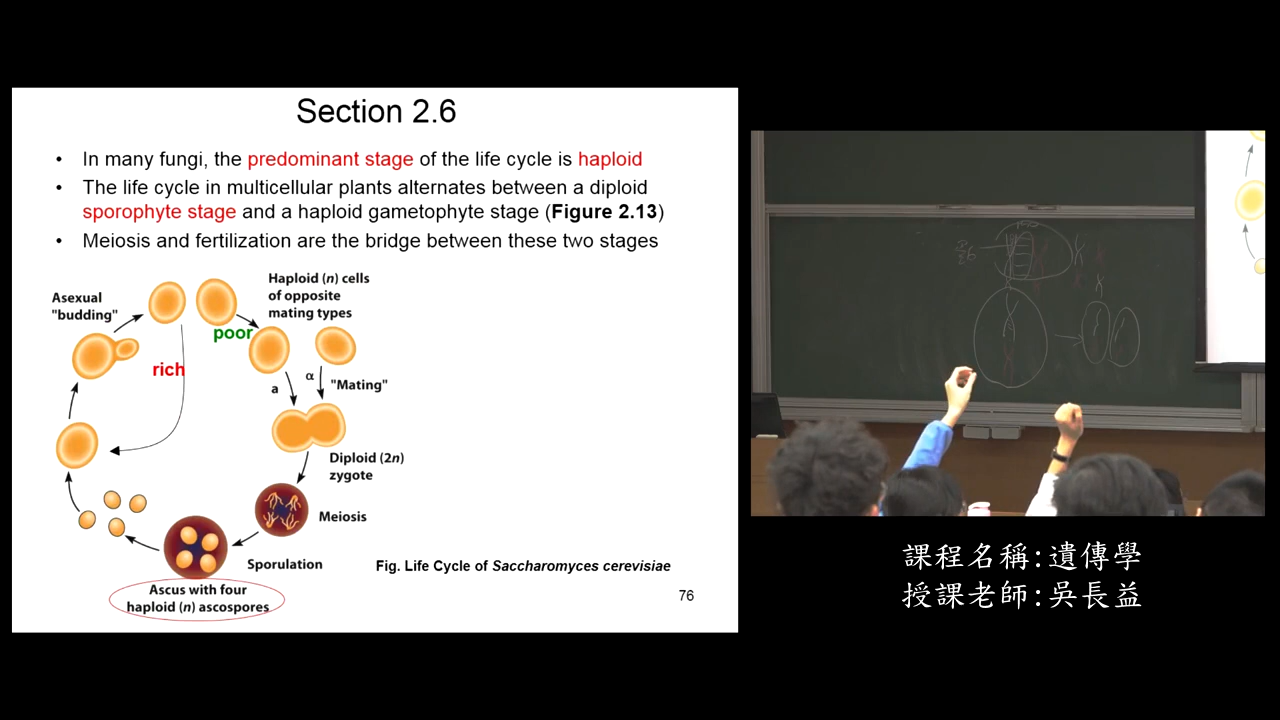 Section 2.6
• In many fungi, the predominant stage of the life cycle is haploid
• The life cycle in multicellular plants alternates between a diploid
sporophyte stage and a haploid gametophyte stage (Figure 2.13)
• Meiosis and fertilization are the bridge between these two stages
Haploid (n) cells
of opposite
mating types
Asexual
"budding"
poor
rich
a
α
"Mating"
Diploid (2n)
zygote
Meiosis
Sporulation
Fig. Life Cycle of Saccharomyces cerevisiae
Ascus with four
haploid (n) ascospores
76
課程名稱:遺傳學
授課老師:吳長益